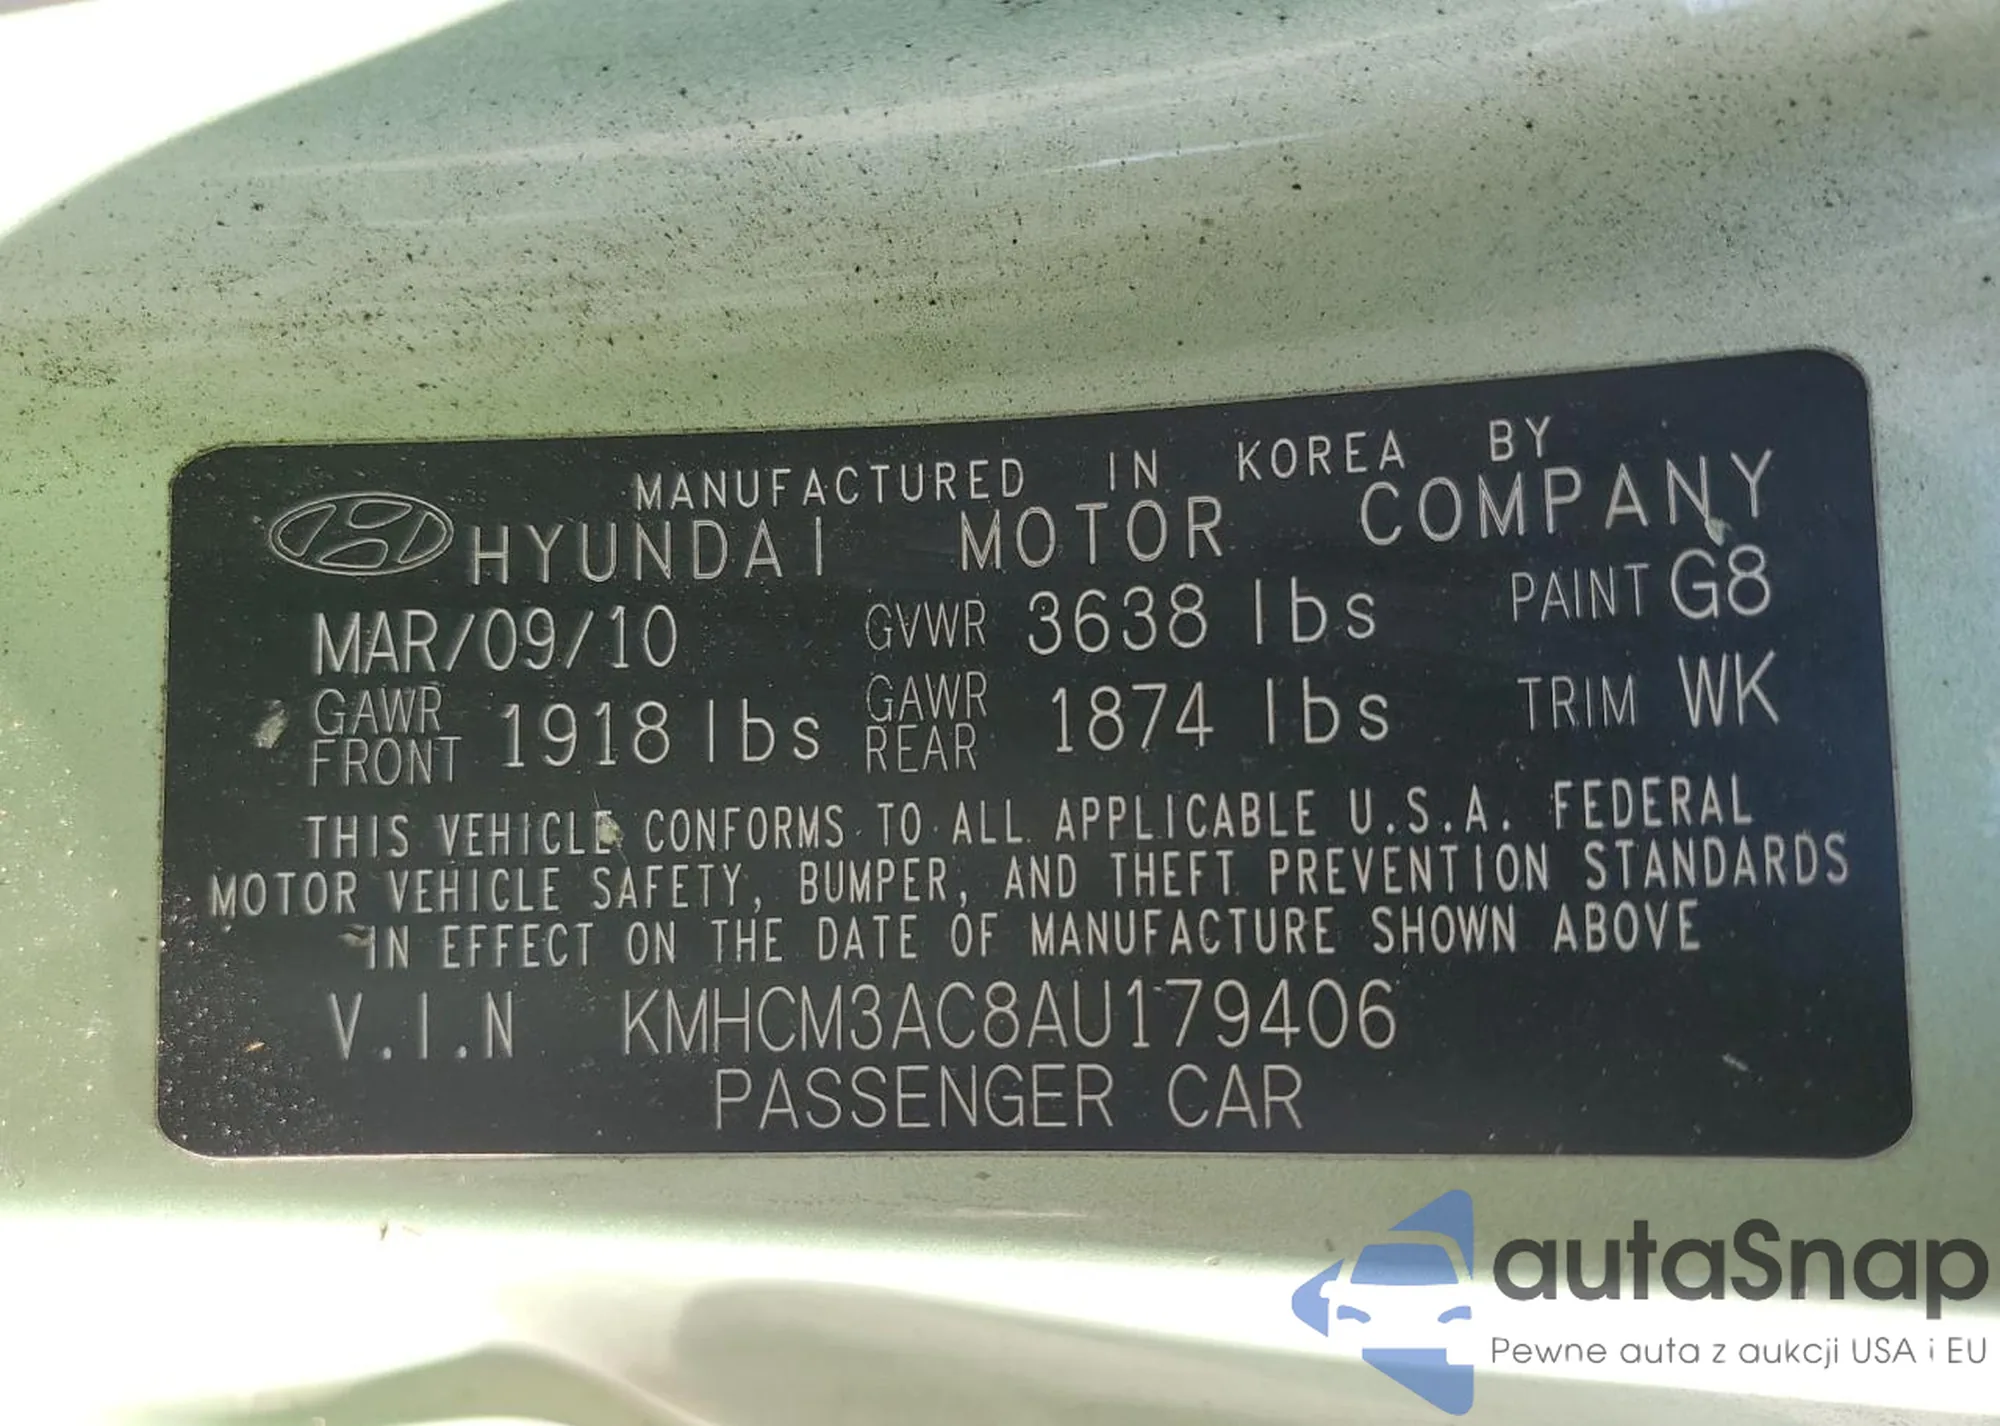 MANUFACTURED IN KOREA BY
HYUNDAI MOTOR COMPANY
MAR/09/10 GVWR 3638 lbs PAINT G8
GAWR FRONT 1918 lbs GAWR REAR 1874 lbs TRIM WK
THIS VEHICLE CONFORMS TO ALL APPLICABLE U.S.A. FEDERAL
MOTOR VEHICLE SAFETY, BUMPER, AND THEFT PREVENTION STANDARDS
IN EFFECT ON THE DATE OF MANUFACTURE SHOWN ABOVE
V.I.N KMHCM3AC8AU179406
PASSENGER CAR
autaSnap
Pewne auta z aukcji USA i EU